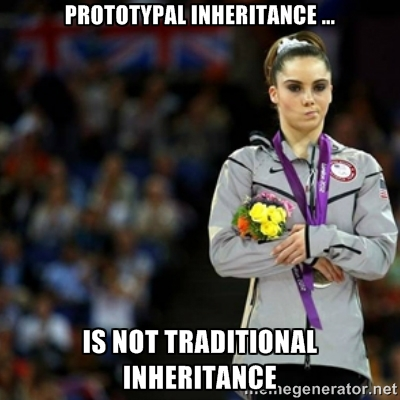 PROTOTYPAL INHERITANCE ...
IS NOT TRADITIONAL
INHERITANCE
memegenerator.net